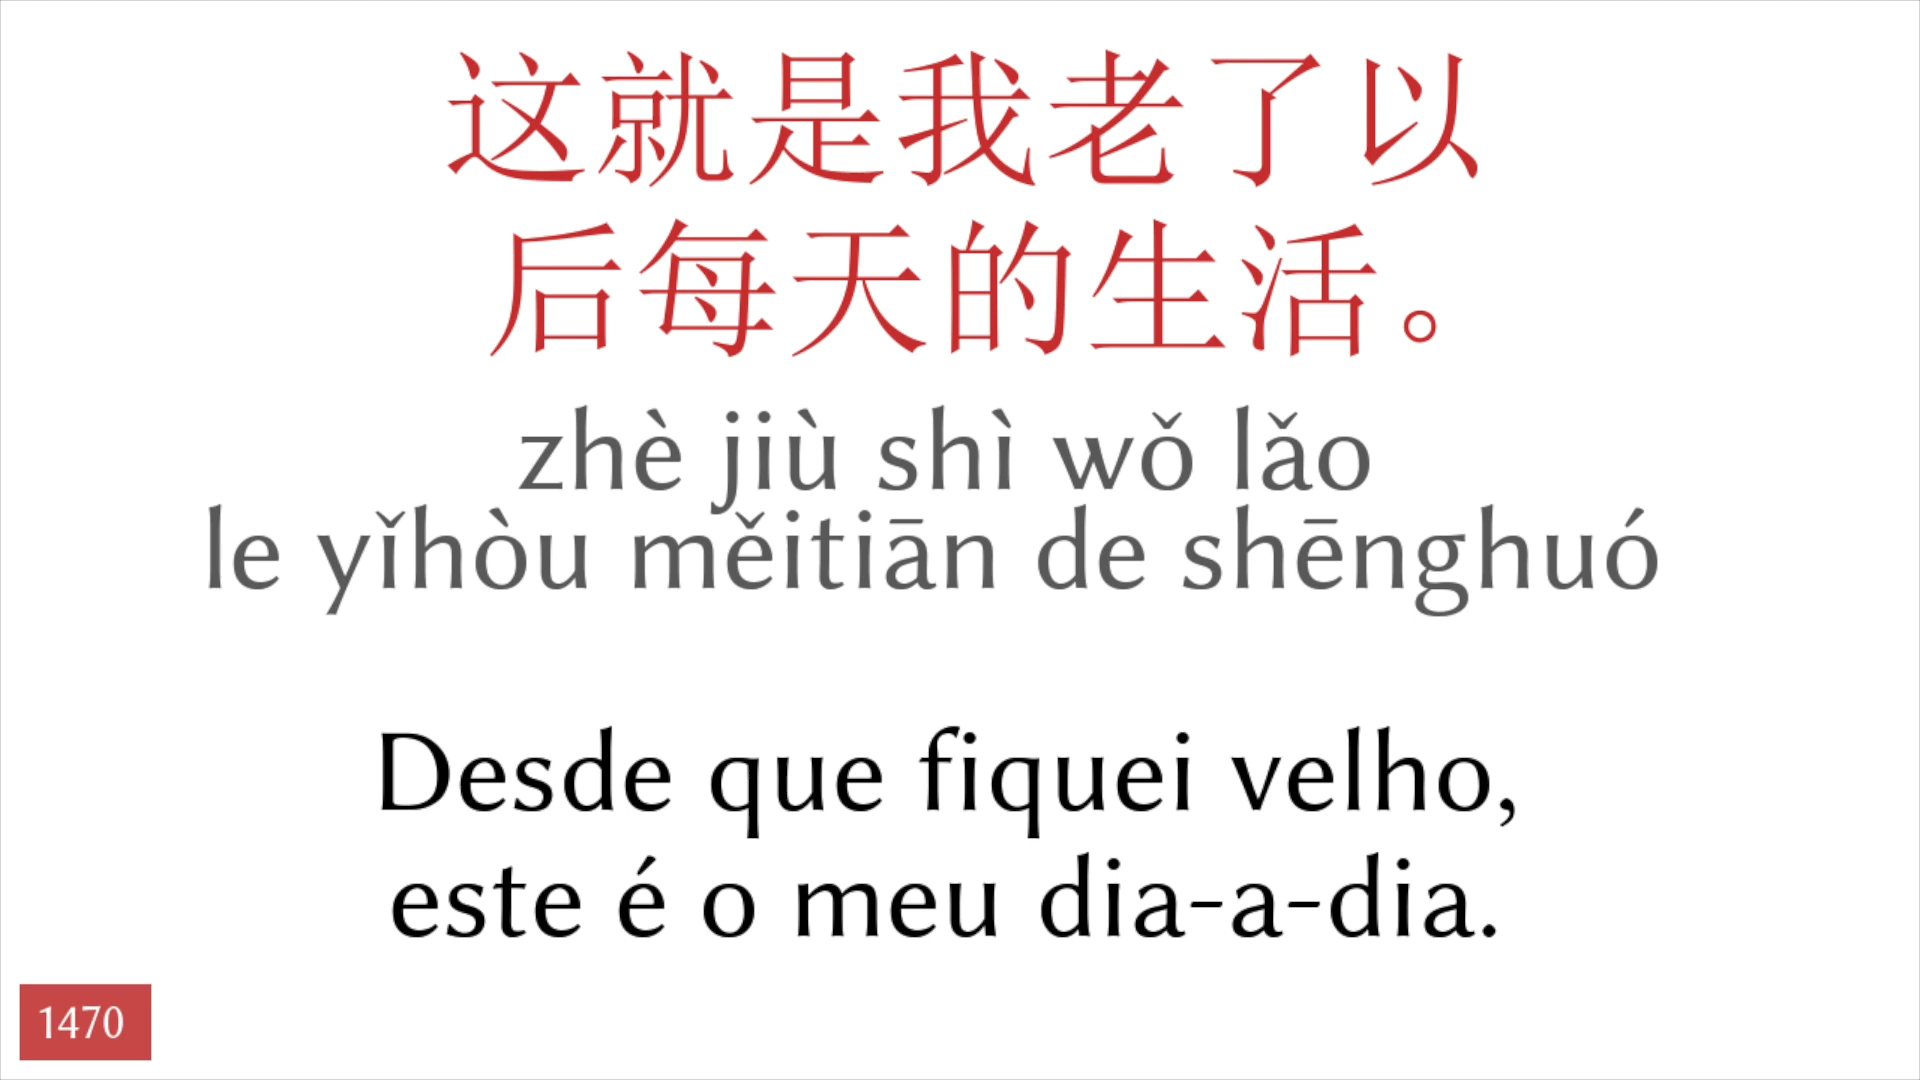 这就是我老了以
后每天的生活。
zhè jiù shì wǒ lǎo
le yǐhòu měitiān de shēnghuó
Desde que fiquei velho,
este é o meu dia-a-dia.
1470